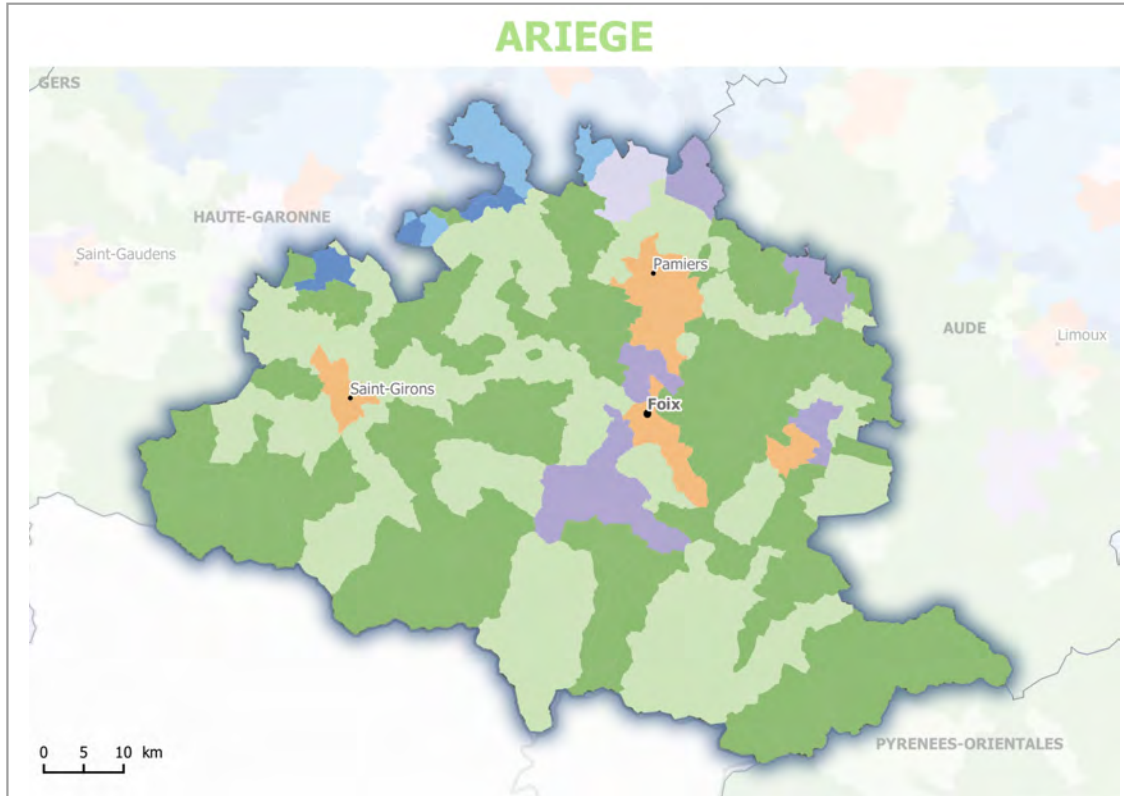 ARIEGE
GERS
HAUTE-GARONNE
Saint-Gaudens
Pamiers
AUDE
Limoux
Saint-Girons
Foix
PYRENEES-ORIENTALES
0 5 10 km